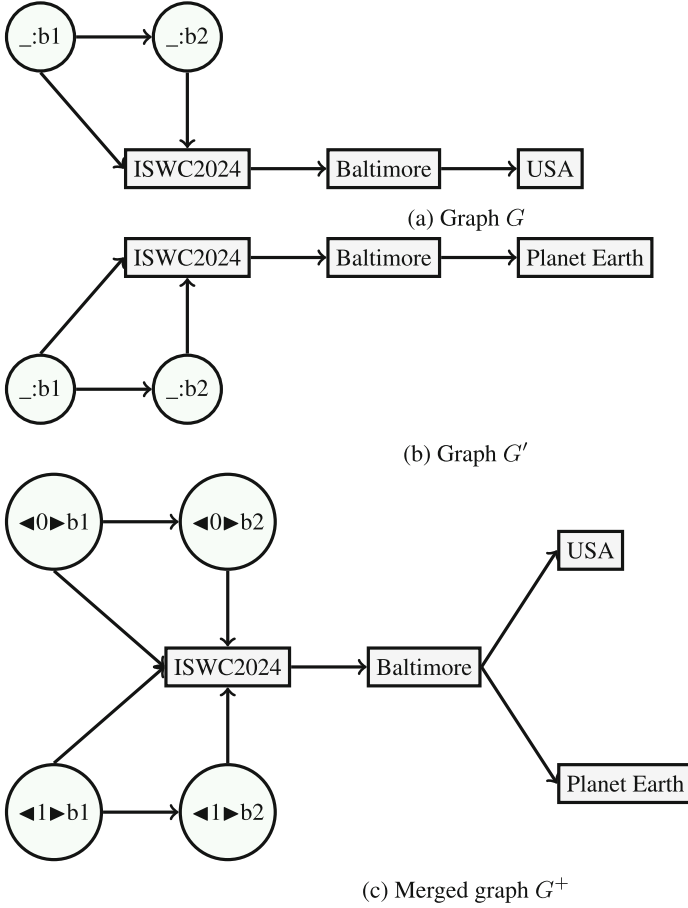 _:b1 _:b2
ISWC2024 Baltimore USA
(a) Graph G
ISWC2024 Baltimore Planet Earth
_:b1 _:b2
(b) Graph G′
◀0▶b1 ◀0▶b2
USA
ISWC2024 Baltimore
Planet Earth
◀1▶b1 ◀1▶b2
(c) Merged graph G⁺